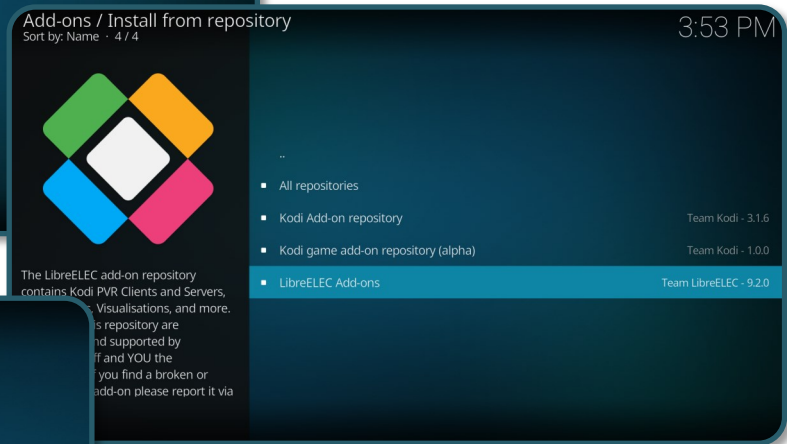 Add-ons / Install from repository
Sort by: Name · 4 / 4
3:53 PM
..
All repositories
Kodi Add-on repository
Team Kodi - 3.1.6
Kodi game add-on repository (alpha)
Team Kodi - 1.0.0
LibreELEC Add-ons
Team LibreELEC - 9.2.0
The LibreELEC add-on repository
contains Kodi PVR Clients and Servers,
Visualisations, and more.
repository are
supported by
and YOU the
you find a broken or
add-on please report it via